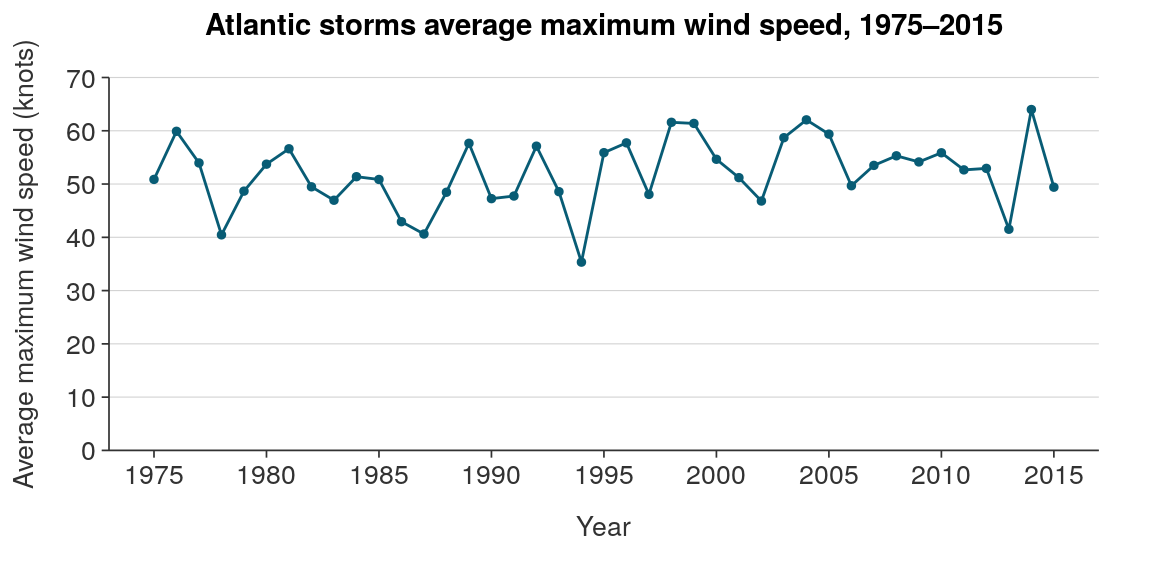 Atlantic storms average maximum wind speed, 1975–2015
Average maximum wind speed (knots)
70
60
50
40
30
20
10
0
1975 1980 1985 1990 1995 2000 2005 2010 2015
Year